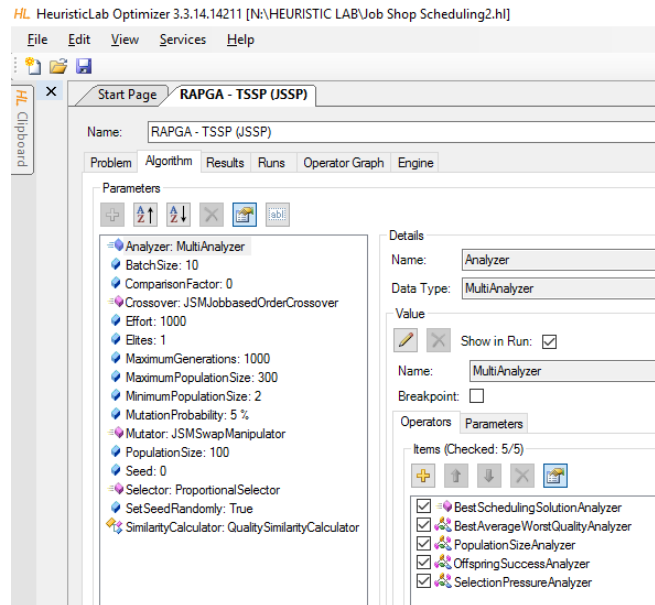 HL HeuristicLab Optimizer 3.3.14.14211 [N:\HEURISTIC LAB\Job Shop Scheduling2.hl]
File Edit View Services Help
HL Clipboard
Start Page RAPGA - TSSP (JSSP)
Name: RAPGA - TSSP (JSSP)
Problem Algorithm Results Runs Operator Graph Engine
Parameters
abl
Analyzer: MultiAnalyzer
BatchSize: 10
ComparisonFactor: 0
Crossover: JSMJobbasedOrderCrossover
Effort: 1000
Elites: 1
MaximumGenerations: 1000
MaximumPopulationSize: 300
MinimumPopulationSize: 2
MutationProbability: 5 %
Mutator: JSMSwapManipulator
PopulationSize: 100
Seed: 0
Selector: ProportionalSelector
SetSeedRandomly: True
SimilarityCalculator: QualitySimilarityCalculator
Details
Name: Analyzer
Data Type: MultiAnalyzer
Value
Show in Run:
Name: MultiAnalyzer
Breakpoint:
Operators Parameters
Items (Checked: 5/5)
BestSchedulingSolutionAnalyzer
BestAverageWorstQualityAnalyzer
PopulationSizeAnalyzer
OffspringSuccessAnalyzer
SelectionPressureAnalyzer